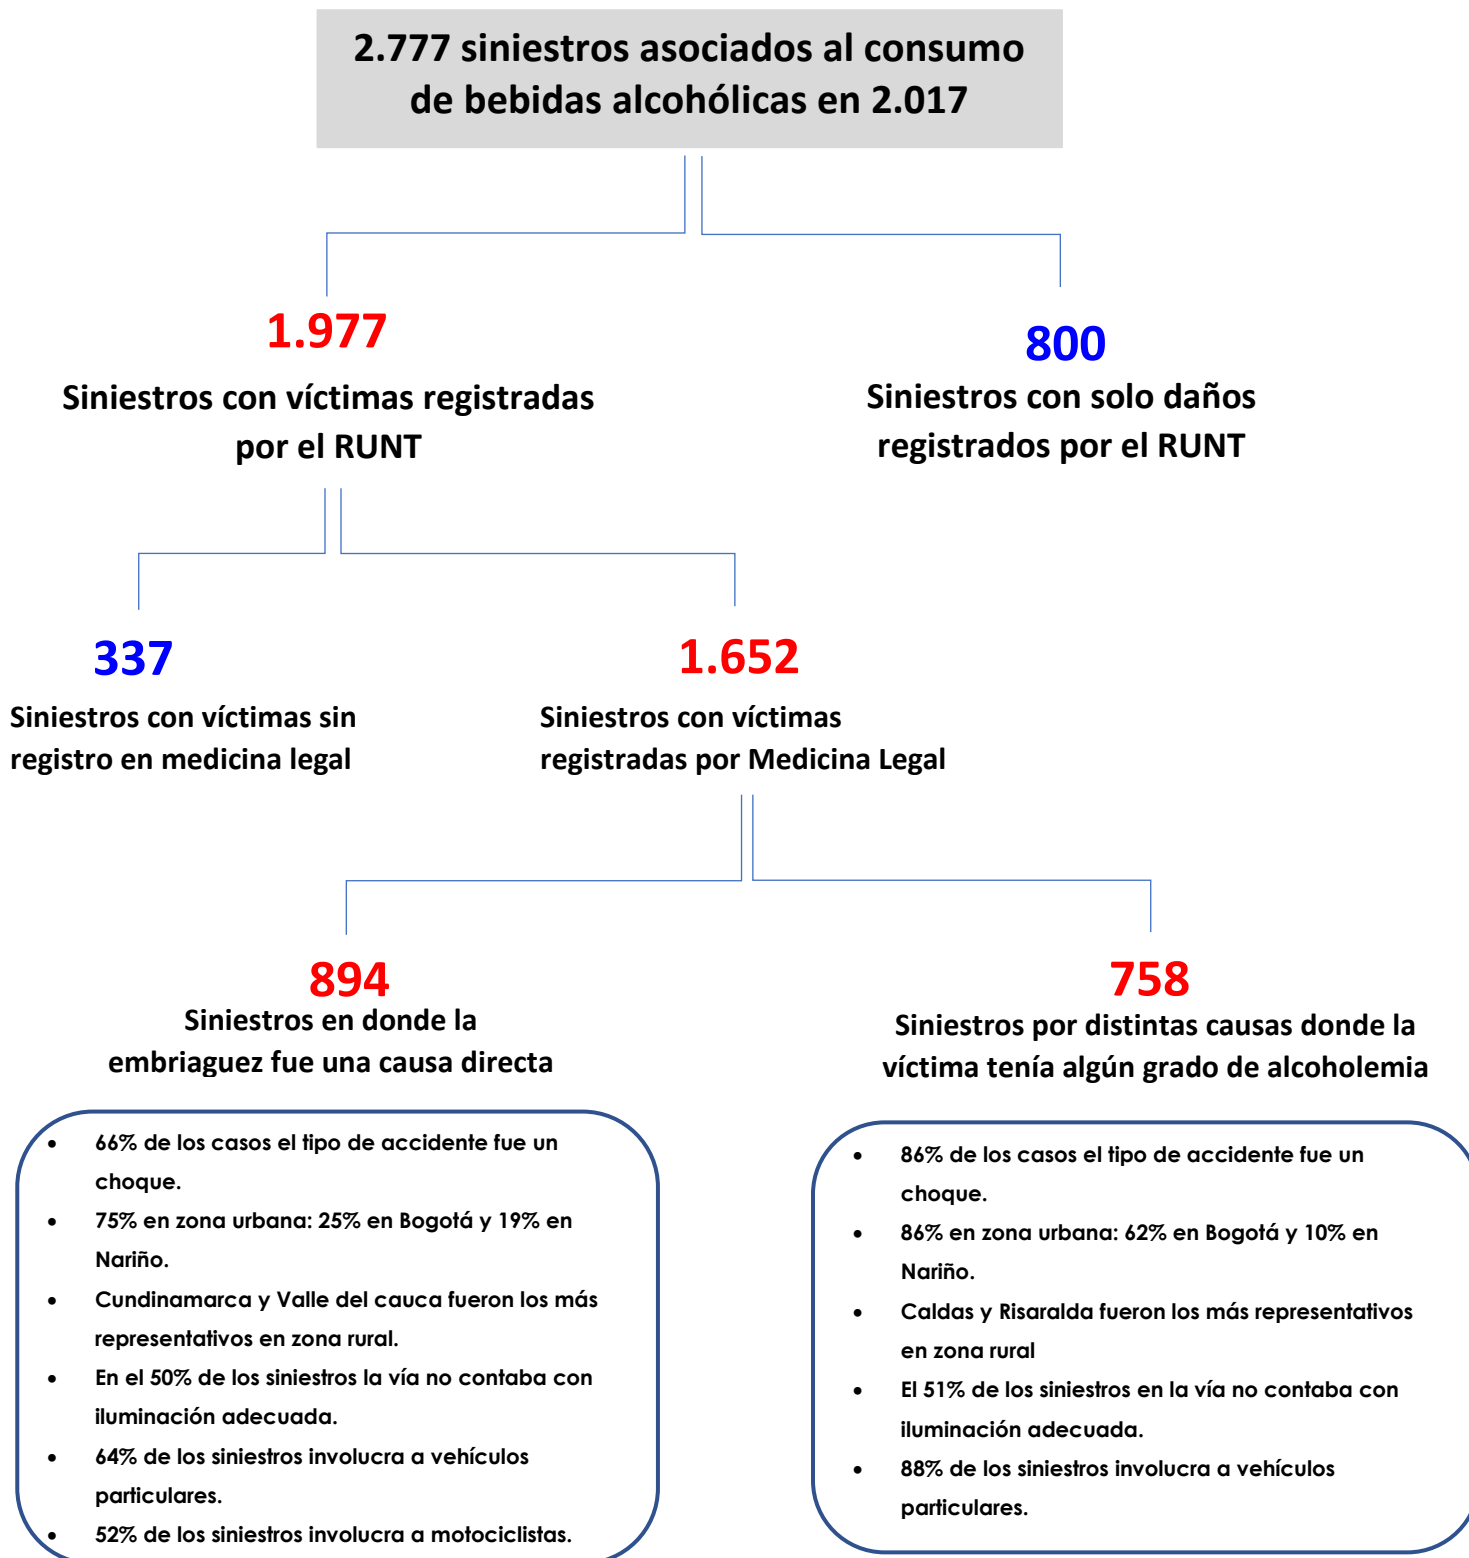 2.777 siniestros asociados al consumo
de bebidas alcohólicas en 2.017
1.977
Siniestros con víctimas registradas
por el RUNT
800
Siniestros con solo daños
registrados por el RUNT
337
Siniestros con víctimas sin
registro en medicina legal
1.652
Siniestros con víctimas
registradas por Medicina Legal
894
Siniestros en donde la
embriaguez fue una causa directa
• 66% de los casos el tipo de accidente fue un
choque.
• 75% en zona urbana: 25% en Bogotá y 19% en
Nariño.
• Cundinamarca y Valle del cauca fueron los más
representativos en zona rural.
• En el 50% de los siniestros la vía no contaba con
iluminación adecuada.
• 64% de los siniestros involucra a vehículos
particulares.
• 52% de los siniestros involucra a motociclistas.
758
Siniestros por distintas causas donde la
víctima tenía algún grado de alcoholemia
• 86% de los casos el tipo de accidente fue un
choque.
• 86% en zona urbana: 62% en Bogotá y 10% en
Nariño.
• Caldas y Risaralda fueron los más representativos
en zona rural
• El 51% de los siniestros en la vía no contaba con
iluminación adecuada.
• 88% de los siniestros involucra a vehículos
particulares.